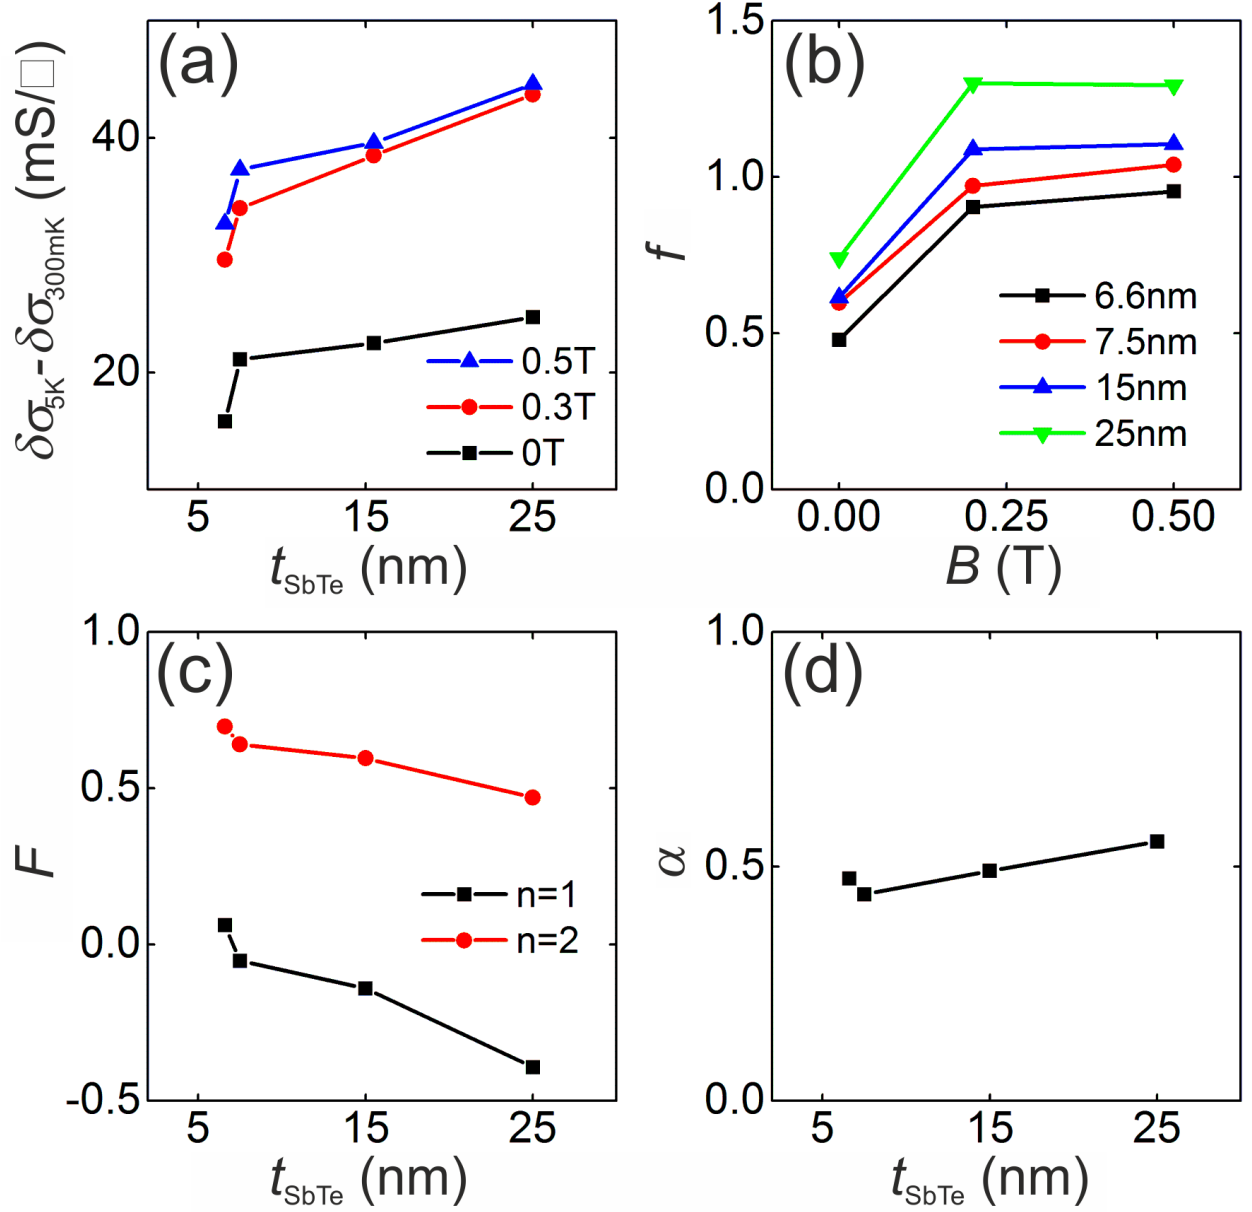 (a)
δσ5K-δσ300mK (mS/□)
40
20
0.5T
0.3T
0T
5 15 25
tSbTe (nm)
(b)
f
1.5
1.0
0.5
0.0
6.6nm
7.5nm
15nm
25nm
0.00 0.25 0.50
B (T)
(c)
F
1.0
0.5
0.0
-0.5
n=1
n=2
5 15 25
tSbTe (nm)
(d)
α
1.0
0.5
0.0
5 15 25
tSbTe (nm)